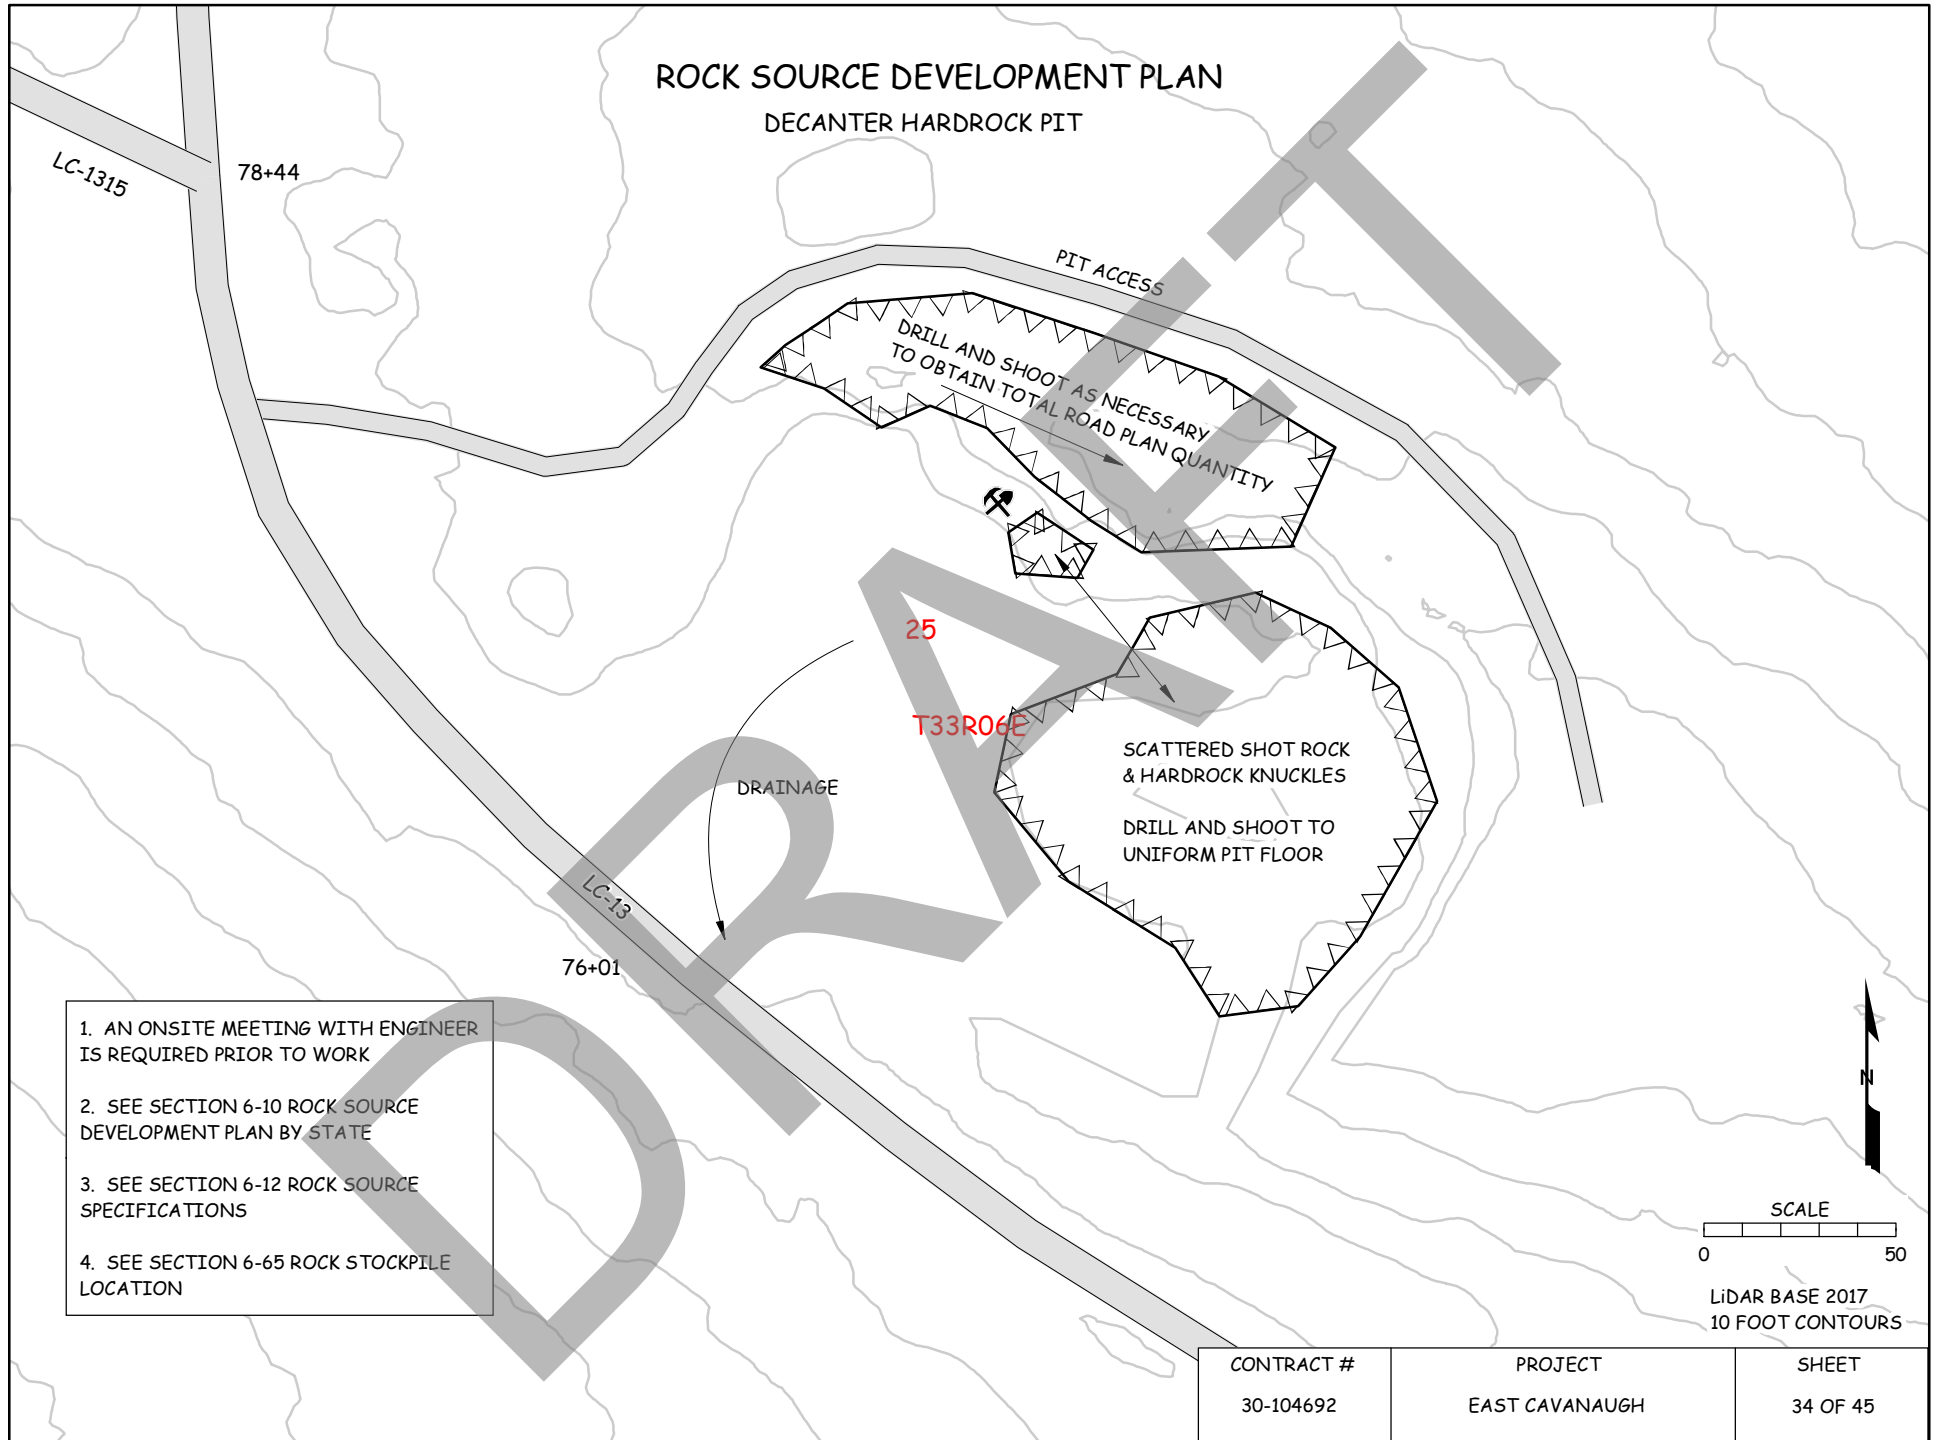 ROCK SOURCE DEVELOPMENT PLAN
DECANTER HARDROCK PIT
LC-1315
78+44
PIT ACCESS
DRILL AND SHOOT AS NECESSARY
TO OBTAIN TOTAL ROAD PLAN QUANTITY
25
T33R06E
DRAINAGE
SCATTERED SHOT ROCK
& HARDROCK KNUCKLES
DRILL AND SHOOT TO
UNIFORM PIT FLOOR
LC-13
76+01
DRAFT
1. AN ONSITE MEETING WITH ENGINEER
IS REQUIRED PRIOR TO WORK
2. SEE SECTION 6-10 ROCK SOURCE
DEVELOPMENT PLAN BY STATE
3. SEE SECTION 6-12 ROCK SOURCE
SPECIFICATIONS
4. SEE SECTION 6-65 ROCK STOCKPILE
LOCATION
N
SCALE
0 50
LiDAR BASE 2017
10 FOOT CONTOURS
CONTRACT # PROJECT SHEET
30-104692 EAST CAVANAUGH 34 OF 45